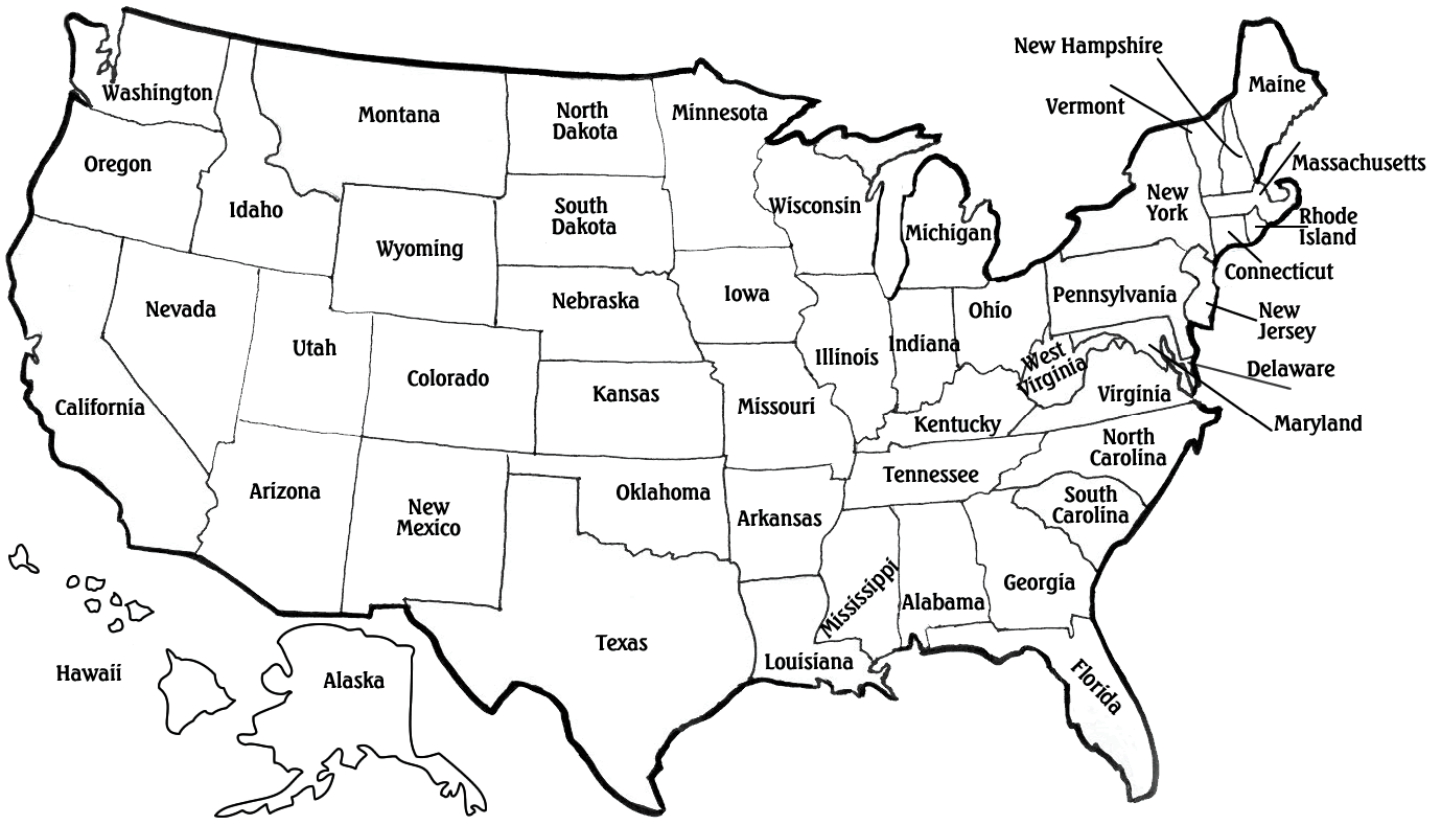 New Hampshire
Maine
Washington
Vermont
Montana
North
Dakota
Minnesota
Oregon
Massachusetts
Idaho
South
Dakota
Wisconsin
New
York
Rhode
Island
Michigan
Wyoming
Connecticut
Nebraska
Iowa
Pennsylvania
Nevada
Ohio
New
Jersey
Utah
Illinois
Indiana
West
Virginia
Delaware
Colorado
Kansas
Virginia
California
Missouri
Kentucky
Maryland
North
Carolina
Tennessee
Arizona
Oklahoma
South
Carolina
New
Mexico
Arkansas
Georgia
Mississippi
Alabama
Texas
Louisiana
Hawaii
Alaska
Florida